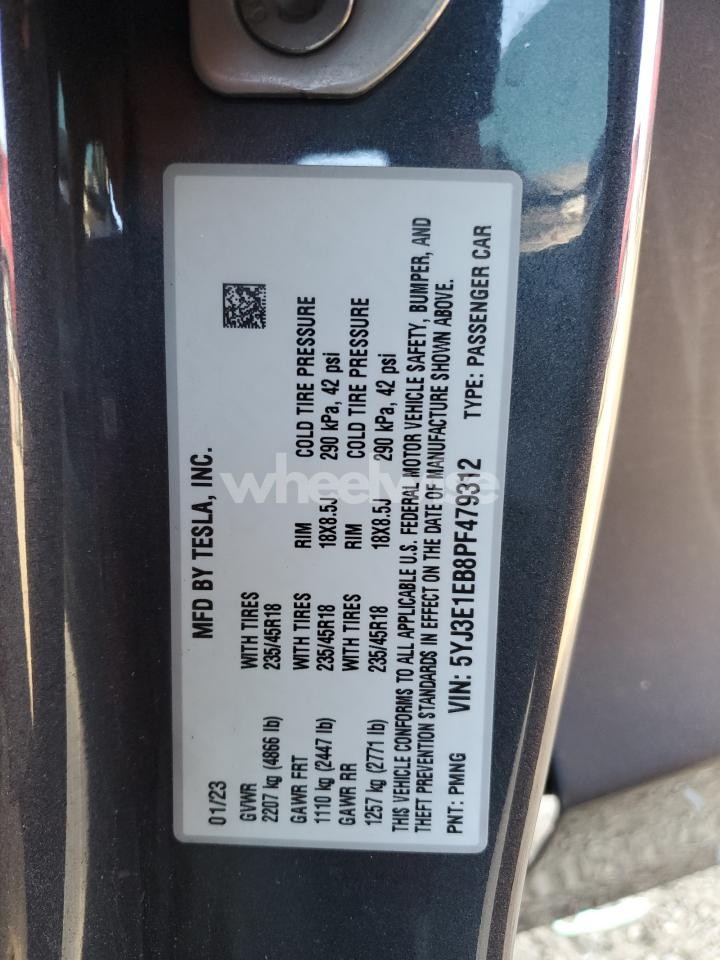 01/23 MFD BY TESLA, INC.
GVWR WITH TIRES
2207 kg (4866 lb) 235/45R18
GAWR FRT WITH TIRES RIM COLD TIRE PRESSURE
1110 kg (2447 lb) 235/45R18 18X8.5J 290 kPa, 42 psi
GAWR RR WITH TIRES RIM COLD TIRE PRESSURE
1257 kg (2771 lb) 235/45R18 18X8.5J 290 kPa, 42 psi
THIS VEHICLE CONFORMS TO ALL APPLICABLE U.S. FEDERAL MOTOR VEHICLE SAFETY, BUMPER, AND
THEFT PREVENTION STANDARDS IN EFFECT ON THE DATE OF MANUFACTURE SHOWN ABOVE.
PNT: PMNG VIN: 5YJ3E1EB8PF479312 TYPE: PASSENGER CAR